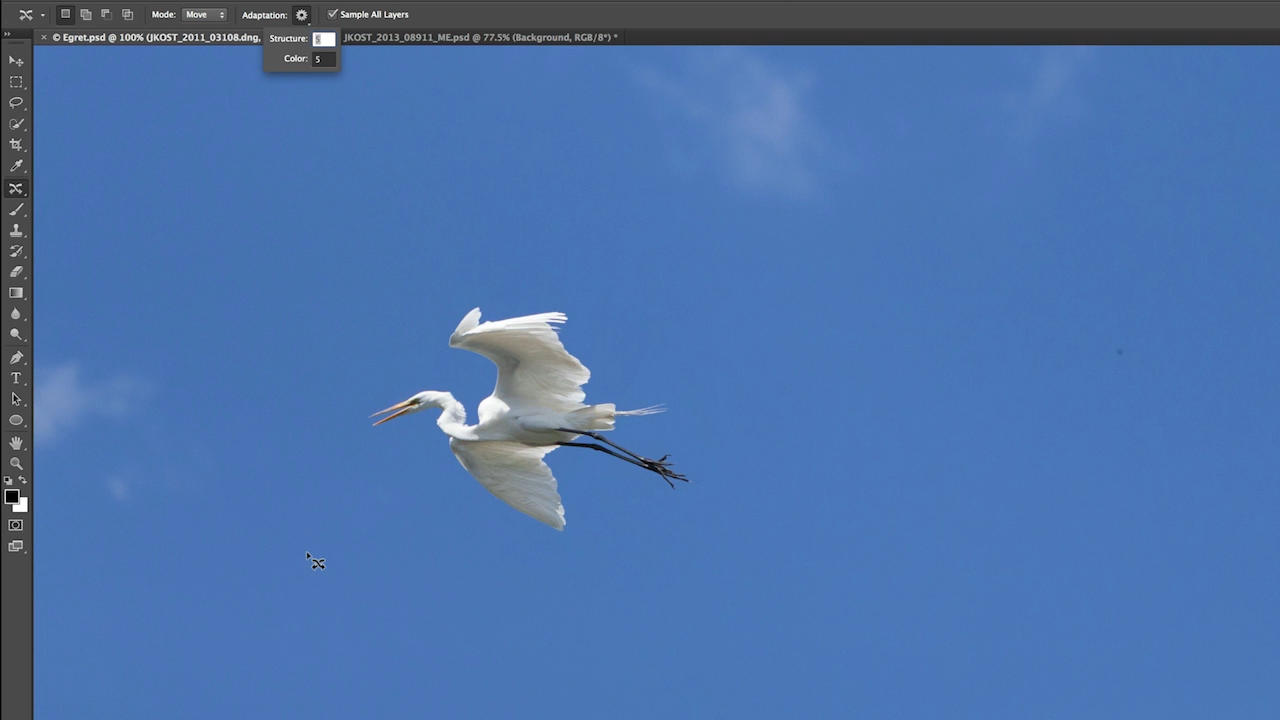 Mode: Move Adaptation: Sample All Layers
× © Egret.psd @ 100% (JKOST_2011_03108.dng, JKOST_2013_08911_ME.psd @ 77.5% (Background, RGB/8*) *
Structure: 5
Color: 5